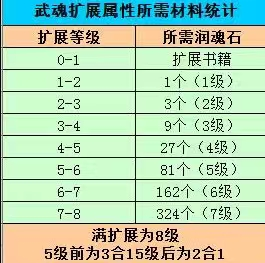 武魂扩展属性所需材料统计
扩展等级 所需润魂石
0-1 扩展书籍
1-2 1个（1级）
2-3 3个（2级）
3-4 9个（3级）
4-5 27个（4级）
5-6 81个（5级）
6-7 162个（6级）
7-8 324个（7级）
满扩展为8级
5级前为3合15级后为2合1